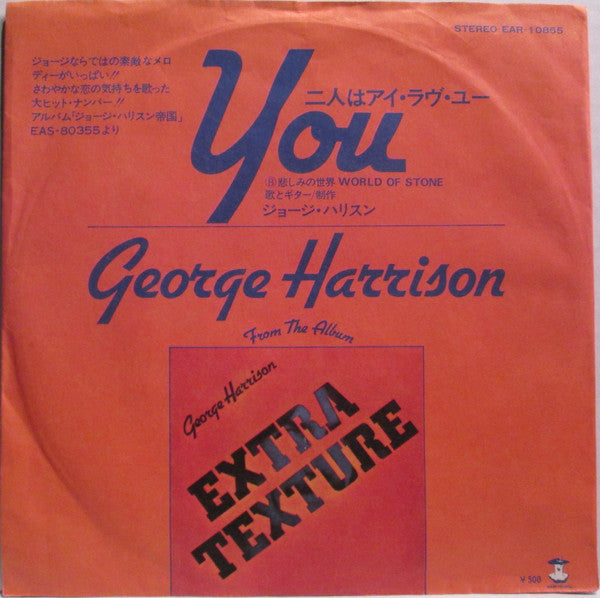 STEREO EAR-10855
ジョージならではの素敵なメロ
ディーがいっぱい!!
さわやかな恋の気持ちを歌った
大ヒット・ナンバー!!
アルバム「ジョージ・ハリスン帝国」
EAS-80355より
You
二人はアイ・ラヴ・ユー
Ⓑ悲しみの世界 WORLD OF STONE
歌とギター/制作
ジョージ・ハリスン
George Harrison
From The Album
George Harrison
EXTRA
TEXTURE
￥500